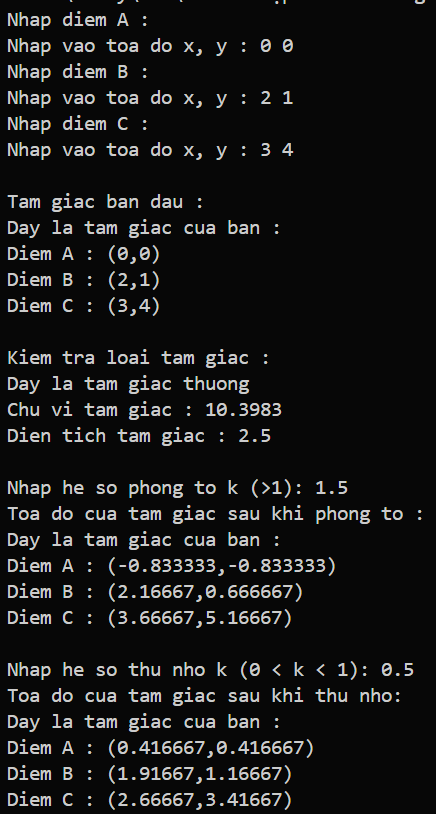 Nhap diem A :
Nhap vao toa do x, y : 0 0
Nhap diem B :
Nhap vao toa do x, y : 2 1
Nhap diem C :
Nhap vao toa do x, y : 3 4
Tam giac ban dau :
Day la tam giac cua ban :
Diem A : (0,0)
Diem B : (2,1)
Diem C : (3,4)
Kiem tra loai tam giac :
Day la tam giac thuong
Chu vi tam giac : 10.3983
Dien tich tam giac : 2.5
Nhap he so phong to k (>1): 1.5
Toa do cua tam giac sau khi phong to :
Day la tam giac cua ban :
Diem A : (-0.833333,-0.833333)
Diem B : (2.16667,0.666667)
Diem C : (3.66667,5.16667)
Nhap he so thu nho k (0 < k < 1): 0.5
Toa do cua tam giac sau khi thu nho:
Day la tam giac cua ban :
Diem A : (0.416667,0.416667)
Diem B : (1.91667,1.16667)
Diem C : (2.66667,3.41667)